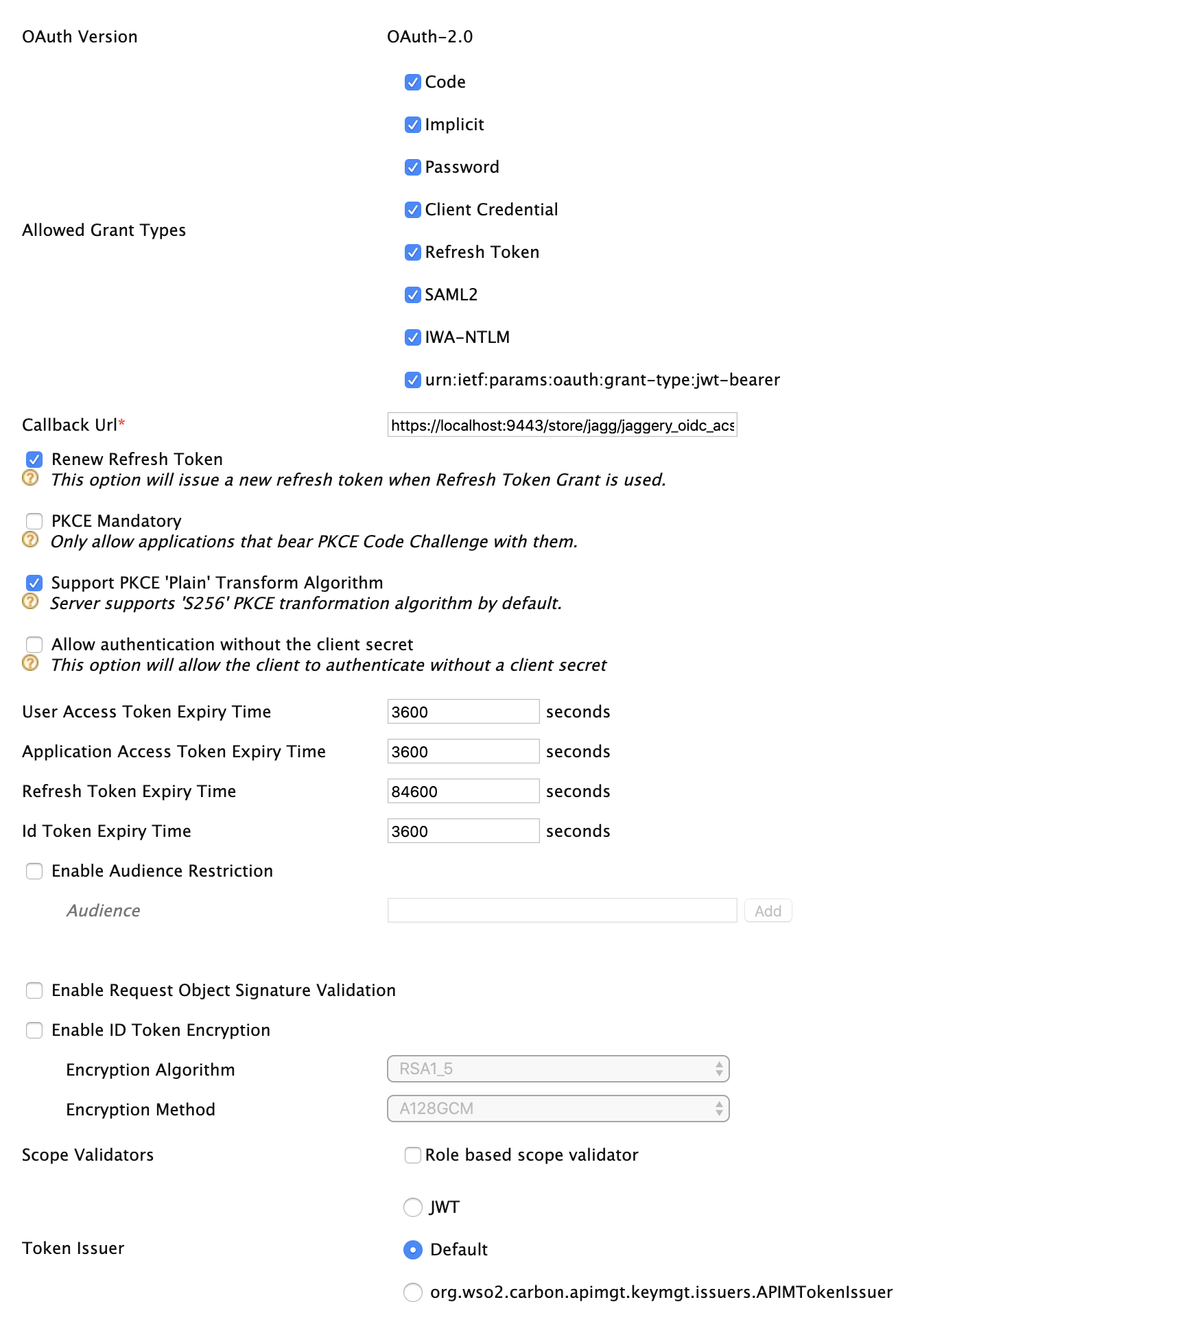 OAuth Version OAuth-2.0
Code
Implicit
Password
Client Credential
Allowed Grant Types
Refresh Token
SAML2
IWA-NTLM
urn:ietf:params:oauth:grant-type:jwt-bearer
Callback Url* https://localhost:9443/store/jagg/jaggery_oidc_acs
Renew Refresh Token
? This option will issue a new refresh token when Refresh Token Grant is used.
PKCE Mandatory
? Only allow applications that bear PKCE Code Challenge with them.
Support PKCE 'Plain' Transform Algorithm
? Server supports 'S256' PKCE tranformation algorithm by default.
Allow authentication without the client secret
? This option will allow the client to authenticate without a client secret
User Access Token Expiry Time 3600 seconds
Application Access Token Expiry Time 3600 seconds
Refresh Token Expiry Time 84600 seconds
Id Token Expiry Time 3600 seconds
Enable Audience Restriction
Audience Add
Enable Request Object Signature Validation
Enable ID Token Encryption
Encryption Algorithm RSA1_5
Encryption Method A128GCM
Scope Validators Role based scope validator
JWT
Token Issuer Default
org.wso2.carbon.apimgt.keymgt.issuers.APIMTokenIssuer